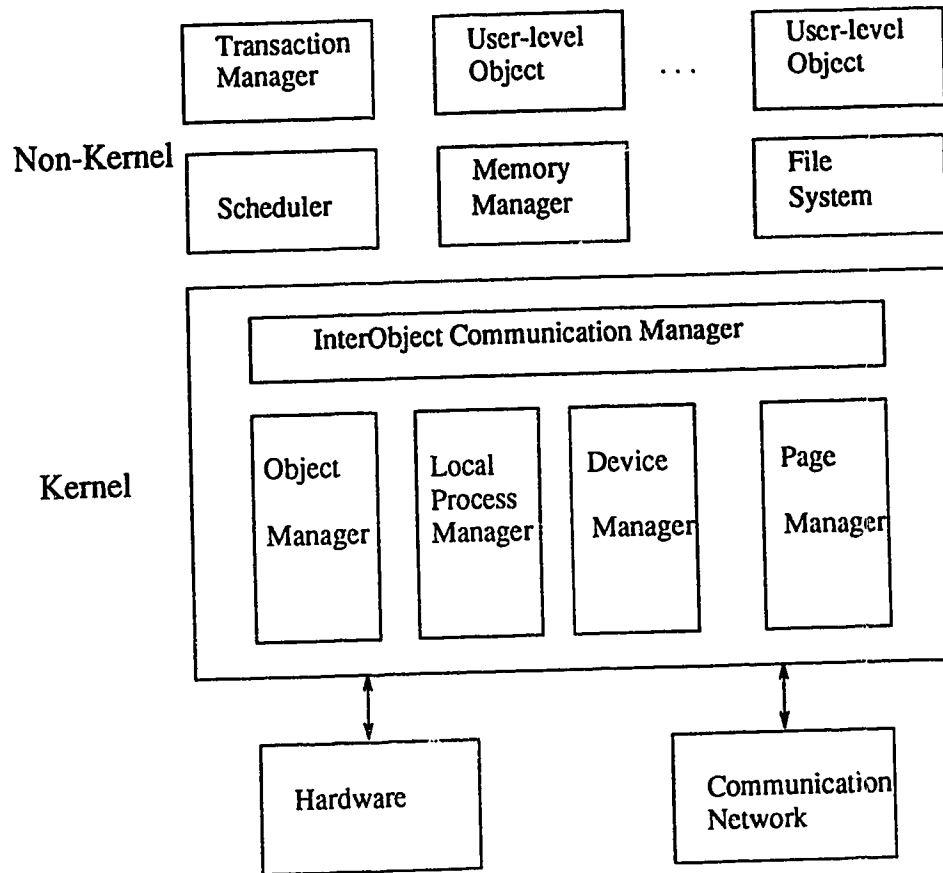 Transaction
Manager
User-level
Object
. . .
User-level
Object
Non-Kernel
Scheduler
Memory
Manager
File
System
InterObject Communication Manager
Kernel
Object
Manager
Local
Process
Manager
Device
Manager
Page
Manager
Hardware
Communication
Network